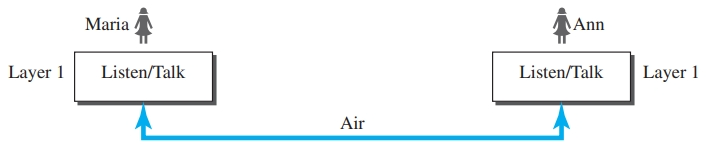 Maria
Ann
Layer 1
Listen/Talk
Listen/Talk
Layer 1
Air